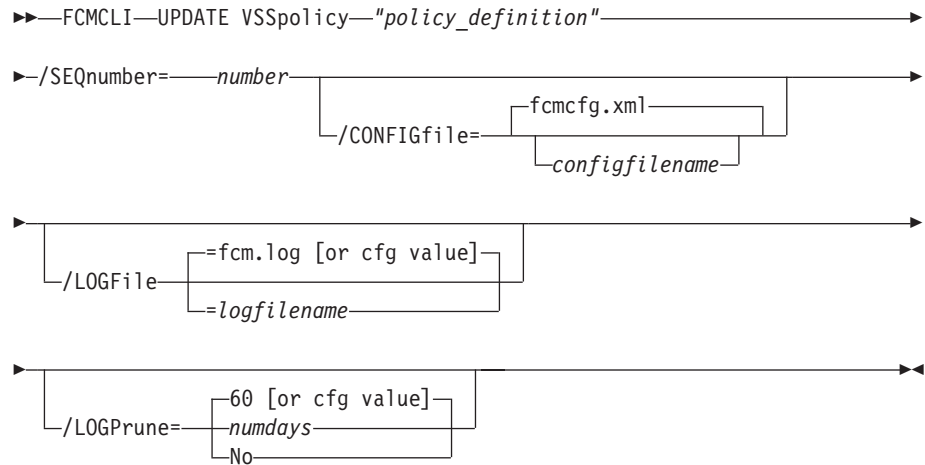 FCMCLI UPDATE VSSpolicy "policy_definition"
/SEQnumber= number
fcmcfg.xml
/CONFIGfile=
configfilename
=fcm.log [or cfg value]
/LOGFile
=logfilename
60 [or cfg value]
/LOGPrune= numdays
No